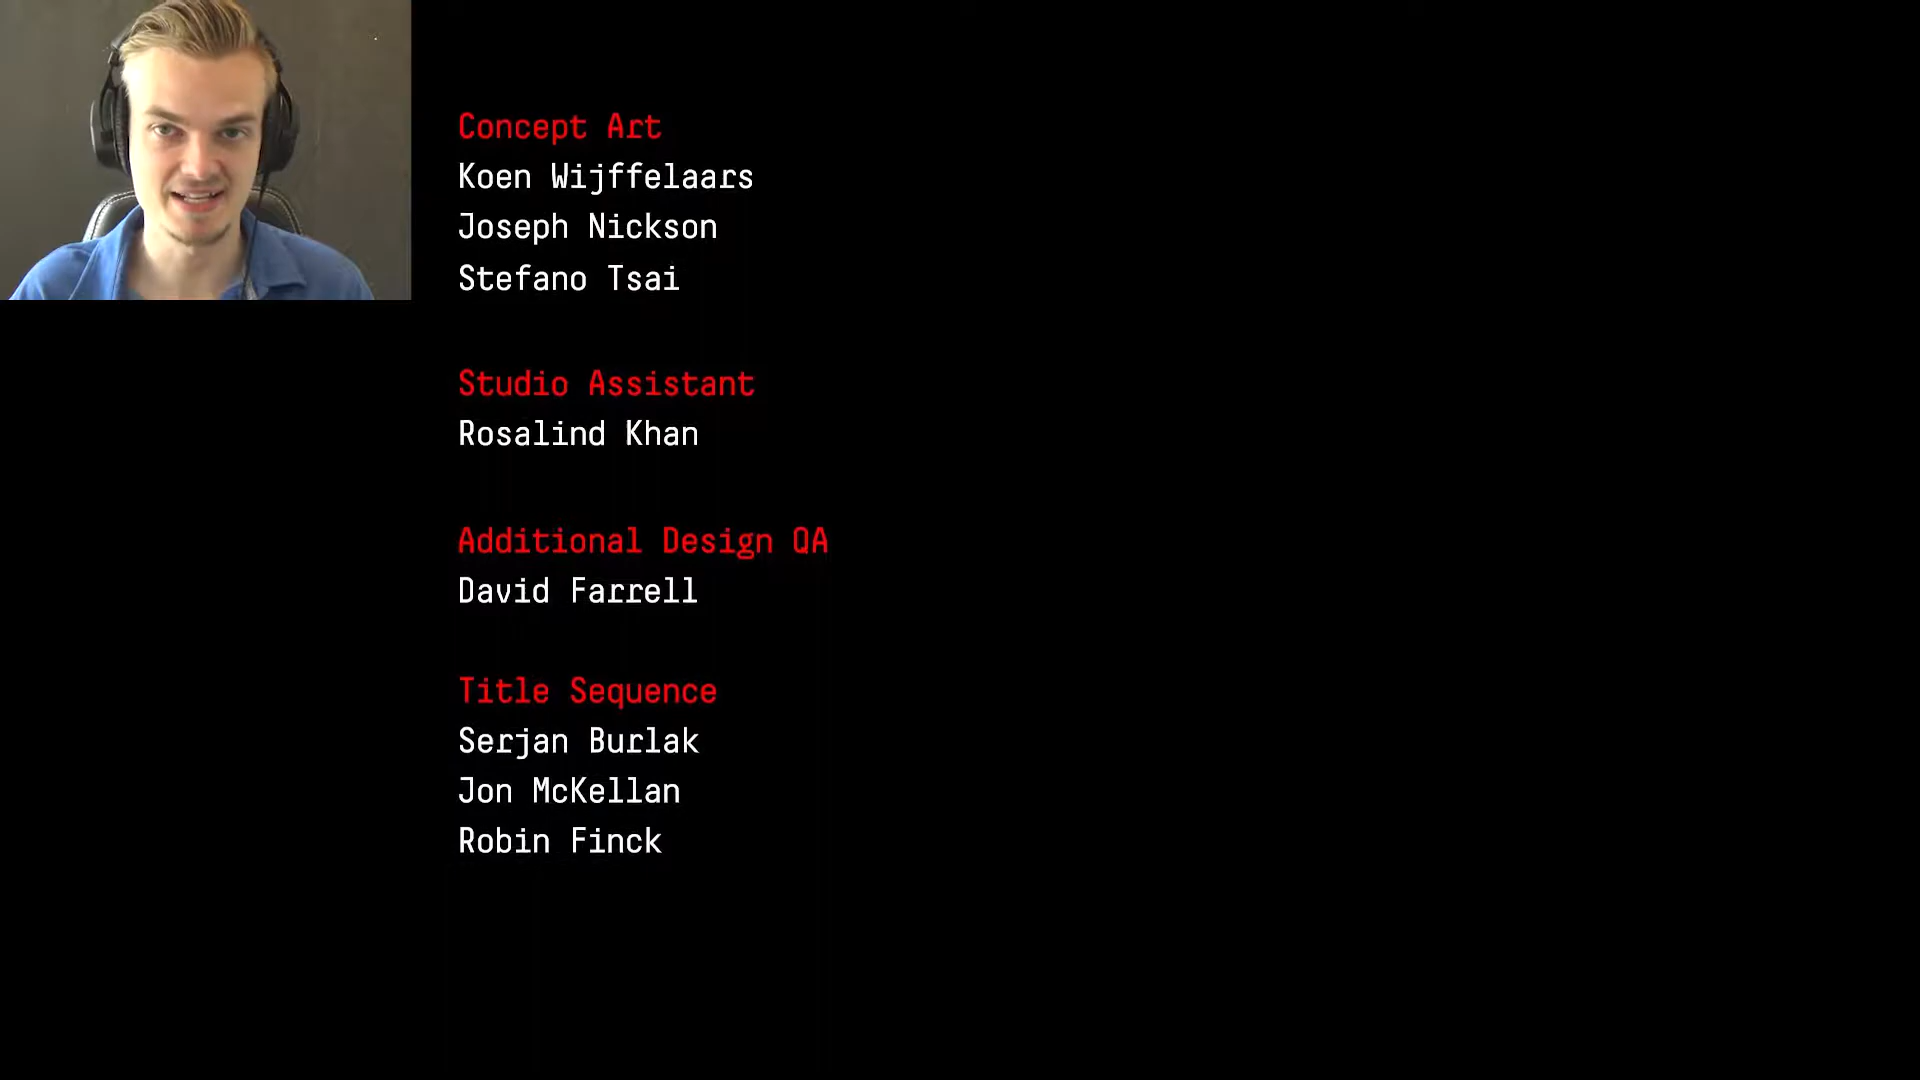 Concept Art
Koen Wijffelaars
Joseph Nickson
Stefano Tsai
Studio Assistant
Rosalind Khan
Additional Design QA
David Farrell
Title Sequence
Serjan Burlak
Jon McKellan
Robin Finck